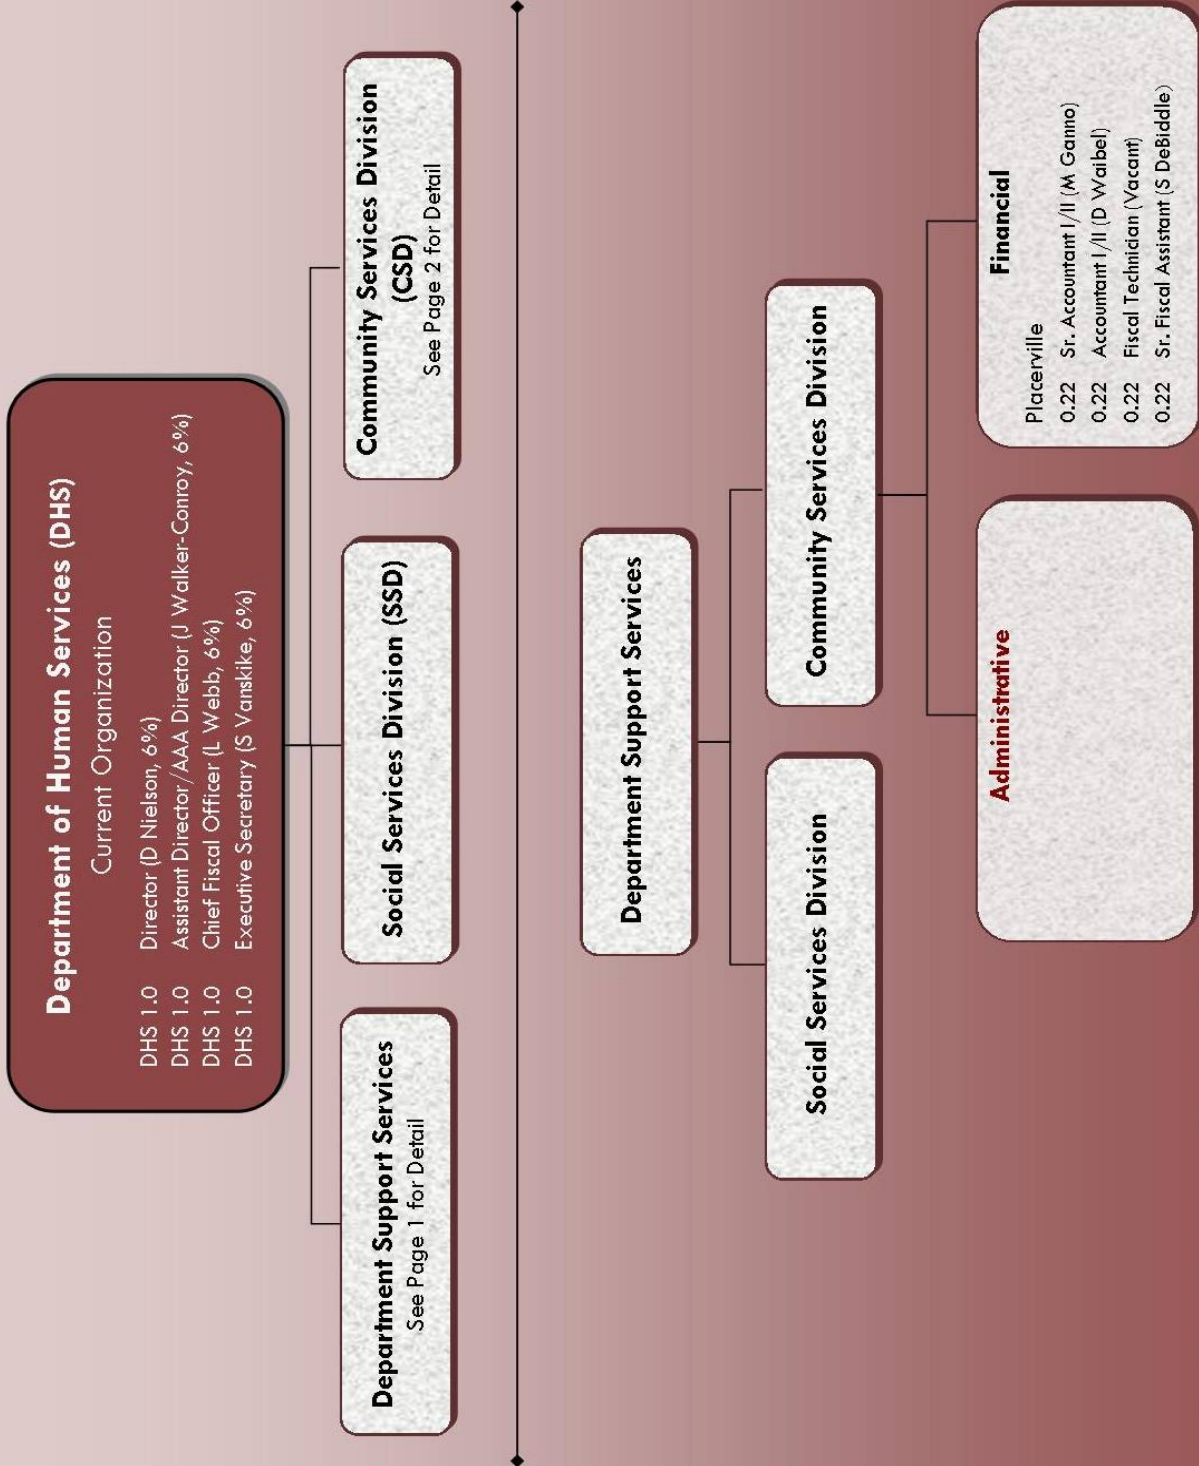 Department of Human Services (DHS)
Current Organization
DHS 1.0 Director (D Nielson, 6%)
DHS 1.0 Assistant Director/AAA Director (J Walker-Conroy, 6%)
DHS 1.0 Chief Fiscal Officer (L Webb, 6%)
DHS 1.0 Executive Secretary (S Vanskike, 6%)
Department Support Services
See Page 1 for Detail
Social Services Division (SSD)
Community Services Division
(CSD)
See Page 2 for Detail
Department Support Services
Social Services Division
Community Services Division
Administrative
Financial
Placerville
0.22 Sr. Accountant I/II (M Ganno)
0.22 Accountant I/II (D Waibel)
0.22 Fiscal Technician (Vacant)
0.22 Sr. Fiscal Assistant (S DeBiddle)